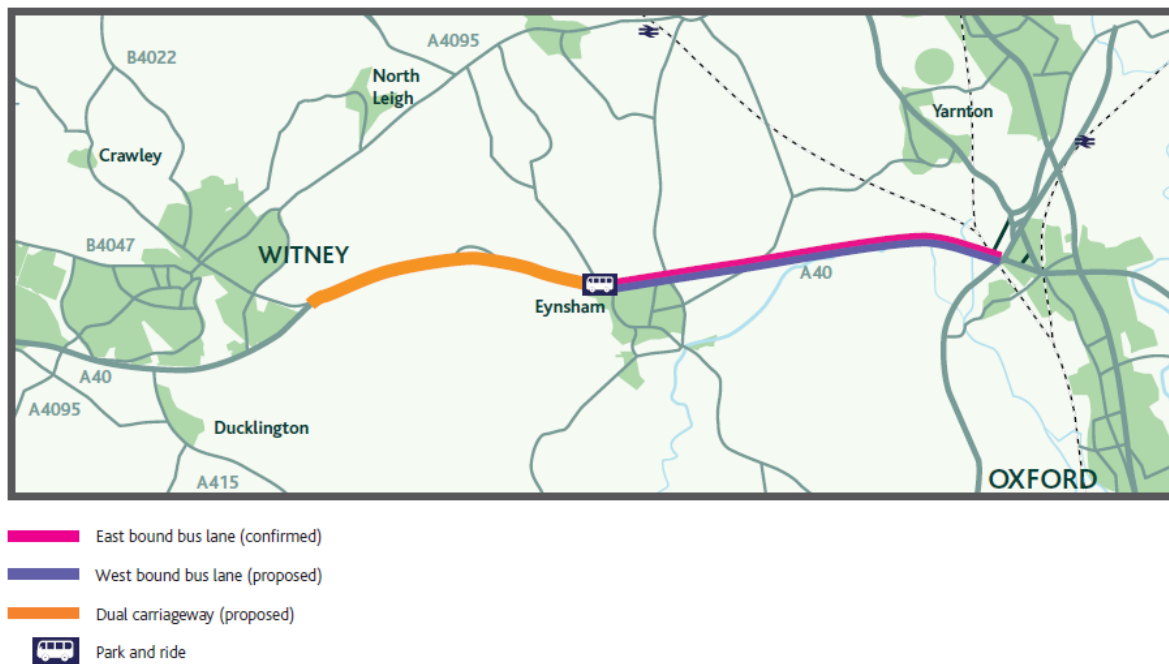 A4095
B4022
North
Leigh
Yarnton
Crawley
B4047
WITNEY
A40
Eynsham
A40
A4095
Ducklington
A415
OXFORD
East bound bus lane (confirmed)
West bound bus lane (proposed)
Dual carriageway (proposed)
Park and ride